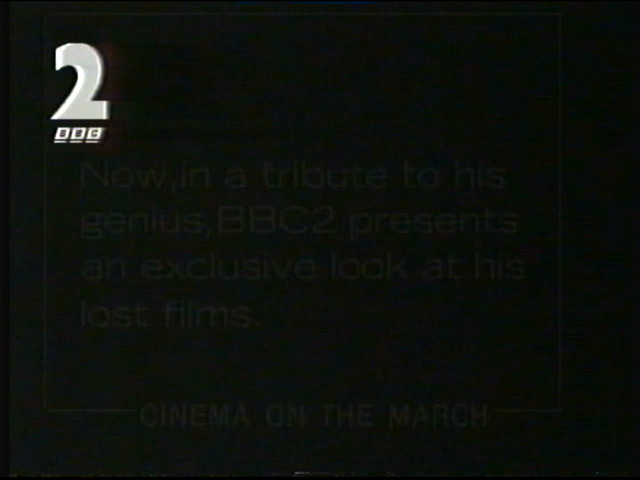 2
BBC
Now, in a tribute to his
genius, BBC2 presents
an exclusive look at his
lost films.
CINEMA ON THE MARCH